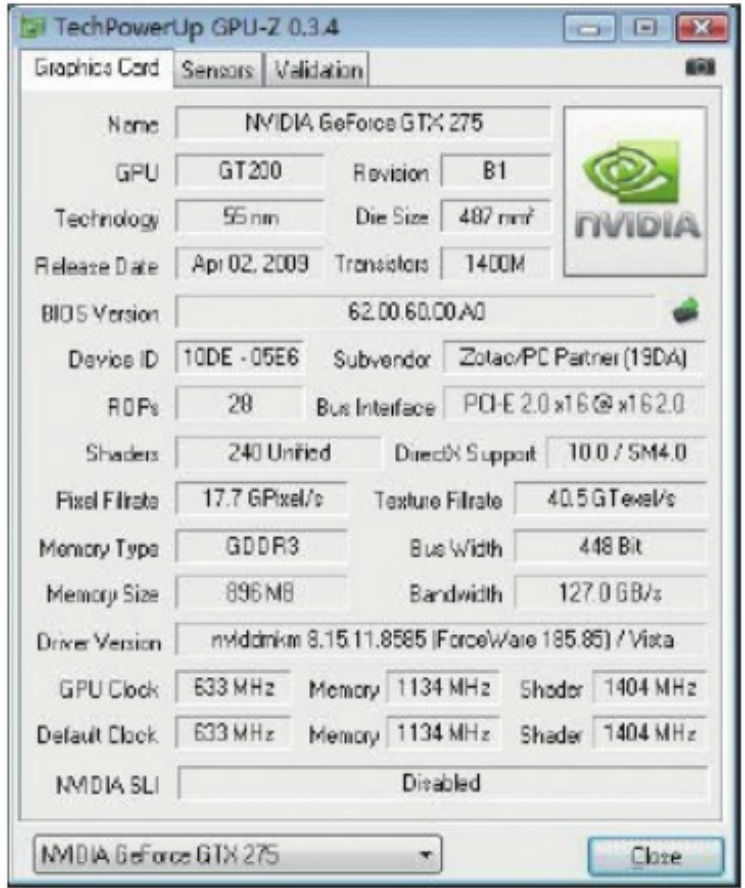 TechPowerUp GPU-Z 0.3.4
Graphics Card Sensors Validation
Name NVIDIA GeForce GTX 275
GPU GT200 Revision B1
Technology 55 nm Die Size 487 mm²
NVIDIA
Release Date Apr 02, 2009 Transistors 1400M
BIOS Version 62.00.60.00.A0
Device ID 10DE - 05E6 Subvendor Zotac/PC Partner (19DA)
ROPs 28 Bus Interface PCI-E 2.0 x16 @ x16 2.0
Shaders 240 Unified DirectX Support 10.0 / SM4.0
Pixel Fillrate 17.7 GPixel/s Texture Fillrate 40.5 GTexel/s
Memory Type GDDR3 Bus Width 448 Bit
Memory Size 896 MB Bandwidth 127.0 GB/s
Driver Version nvlddmkm 8.15.11.8585 (ForceWare 185.85) / Vista
GPU Clock 633 MHz Memory 1134 MHz Shader 1404 MHz
Default Clock 633 MHz Memory 1134 MHz Shader 1404 MHz
NVIDIA SLI Disabled
NVIDIA GeForce GTX 275 Close